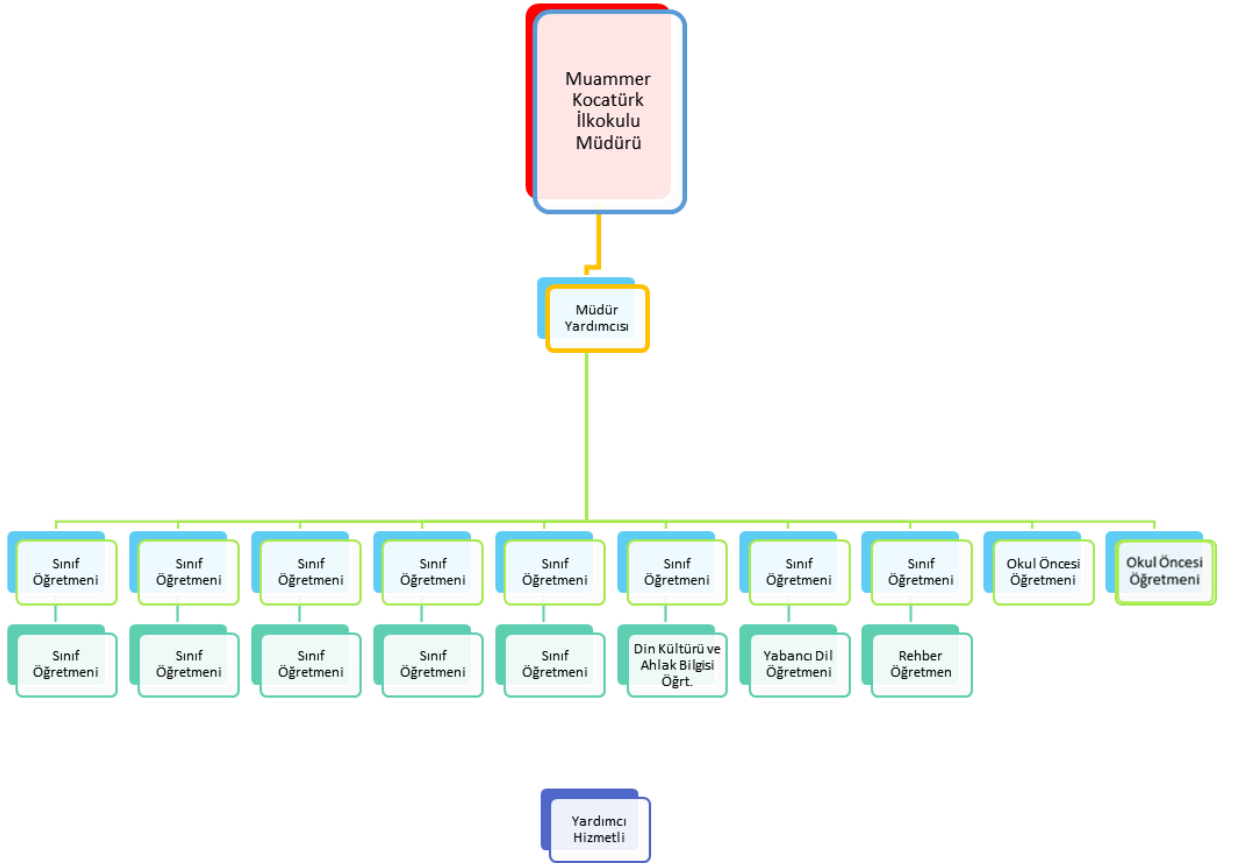 Muammer
Kocatürk
İlkokulu
Müdürü
Müdür
Yardımcısı
Sınıf
Öğretmeni
Sınıf
Öğretmeni
Sınıf
Öğretmeni
Sınıf
Öğretmeni
Sınıf
Öğretmeni
Sınıf
Öğretmeni
Sınıf
Öğretmeni
Sınıf
Öğretmeni
Okul Öncesi
Öğretmeni
Okul Öncesi
Öğretmeni
Sınıf
Öğretmeni
Sınıf
Öğretmeni
Sınıf
Öğretmeni
Sınıf
Öğretmeni
Sınıf
Öğretmeni
Din Kültürü ve
Ahlak Bilgisi
Öğrt.
Yabancı Dil
Öğretmeni
Rehber
Öğretmen
Yardımcı
Hizmetli